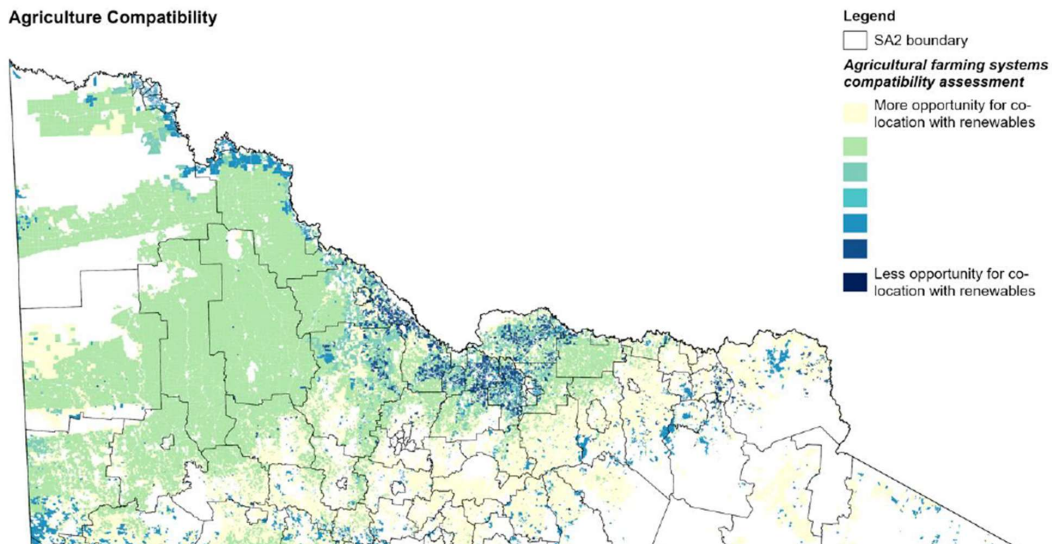 Agriculture Compatibility
Legend
SA2 boundary
Agricultural farming systems
compatibility assessment
More opportunity for co-
location with renewables
Less opportunity for co-
location with renewables